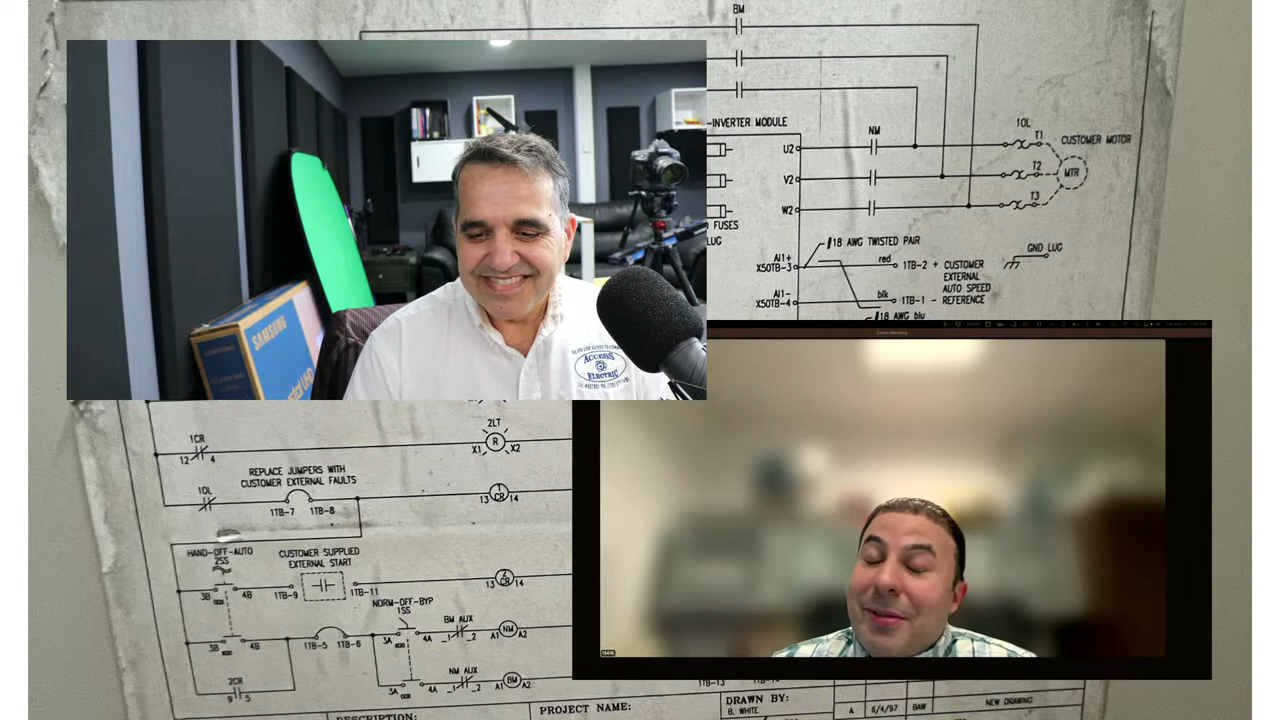 BM
-INVERTER MODULE
U2
V2
W2
NM
1OL
T1
T2
T3
CUSTOMER MOTOR
MTR
FUSES
LUG
AI1+
X50TB-3
#18 AWG TWISTED PAIR
red
1TB-2 + CUSTOMER
EXTERNAL
AUTO SPEED
1TB-1 - REFERENCE
GND LUG
AI1-
X50TB-4
blk
#18 AWG blu
SAMSUNG
ACCESS
ELECTRIC
1CR
12 4
2LT
X1 R X2
REPLACE JUMPERS WITH
CUSTOMER EXTERNAL FAULTS
1OL
1TB-7 1TB-8
13 1 CR 14
HAND-OFF-AUTO
2SS
CUSTOMER SUPPLIED
EXTERNAL START
3B 4B 1TB-9 1TB-11
13 2 CR 14
NORM-OFF-BYP
1SS
BM AUX
3B 4B 1TB-5 1TB-6 3A 4A _1 _2 A1 NM A2
2CR
9 5
NM AUX
3A 4A _1 _2 A1 BM A2
1TB-13
DESCRIPTION:
PROJECT NAME:
DRAWN BY:
B. WHITE
A 6/4/97 BAW NEW DRAWING